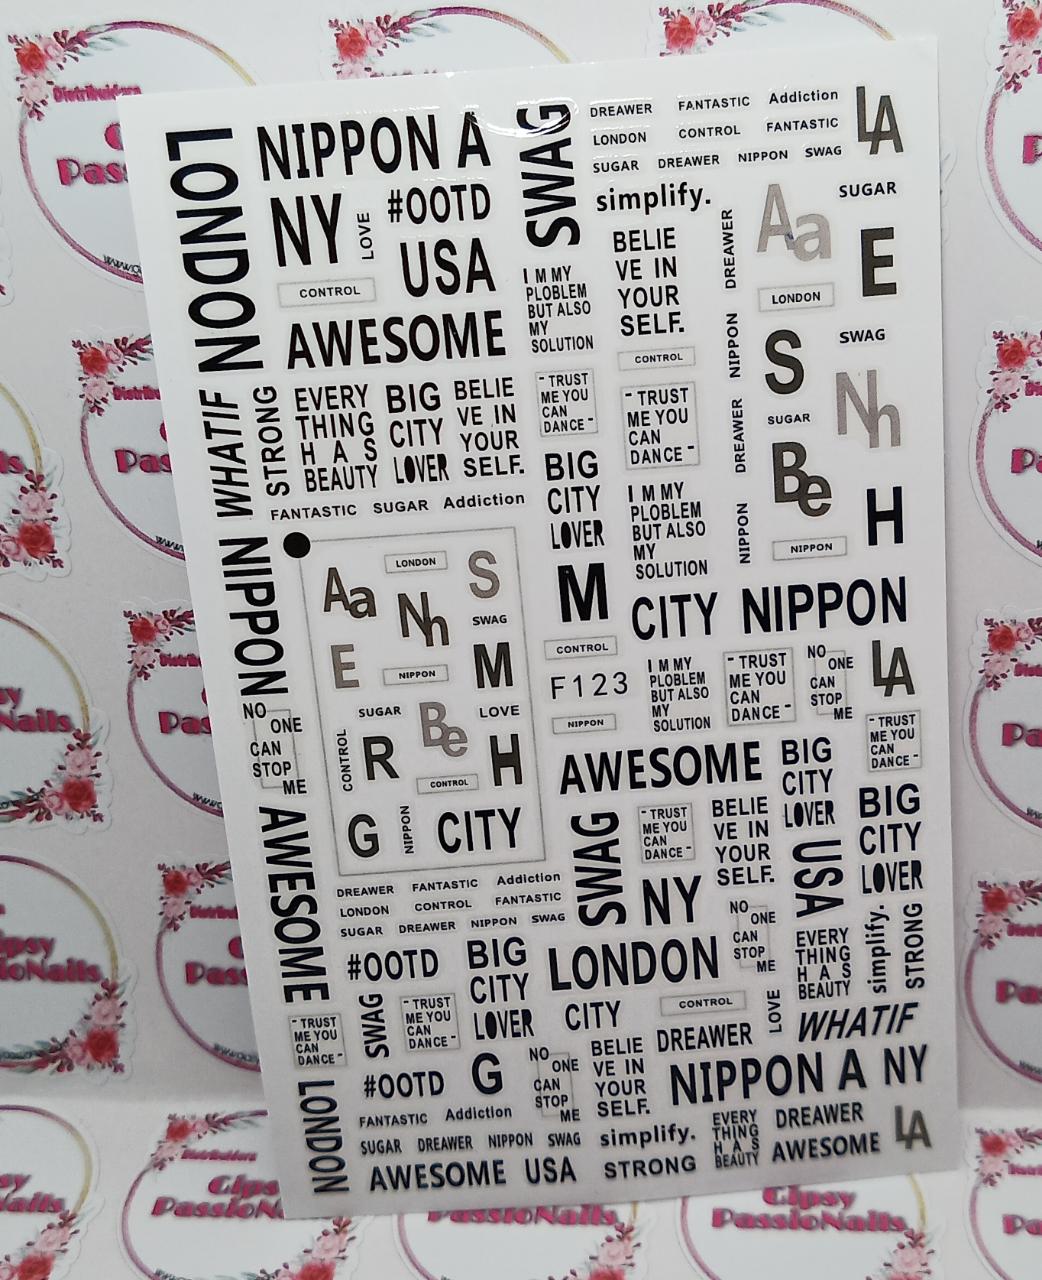 LONDON
NIPPON A
SWAG
DREAWER FANTASTIC Addiction
LONDON CONTROL FANTASTIC
SUGAR DREAWER NIPPON SWAG
LA
NY
LOVE
#OOTD
USA
CONTROL
AWESOME
simplify.
I M MY
PLOBLEM
BUT ALSO
MY
SOLUTION
BELIE
VE IN
YOUR
SELF.
DREAWER
Aa
SUGAR
E
LONDON
CONTROL
NIPPON
S
SWAG
Nh
WHATIF
STRONG
EVERY
THING
H A S
BEAUTY
BIG
CITY
LOVER
BELIE
VE IN
YOUR
SELF.
- TRUST
ME YOU
CAN
DANCE -
- TRUST
ME YOU
CAN
DANCE -
DREAWER
SUGAR
Be
FANTASTIC SUGAR Addiction
BIG
CITY
LOVER
I M MY
PLOBLEM
BUT ALSO
MY
SOLUTION
NIPPON
H
NIPPON
NIPPON
LONDON
Aa
Nh
S
SWAG
E
NIPPON
M
SUGAR
Be
LOVE
CONTROL
R
CONTROL
H
G
NIPPON
CITY
M
CITY NIPPON
CONTROL
F123
NIPPON
I M MY
PLOBLEM
BUT ALSO
MY
SOLUTION
- TRUST
ME YOU
CAN
DANCE -
NO
ONE
CAN
STOP
ME
LA
- TRUST
ME YOU
CAN
DANCE -
NO
ONE
CAN
STOP
ME
AWESOME
AWESOME
BIG
CITY
LOVER
BIG
CITY
LOVER
SWAG
- TRUST
ME YOU
CAN
DANCE -
BELIE
VE IN
YOUR
SELF.
USA
DREAWER FANTASTIC Addiction
LONDON CONTROL FANTASTIC
SUGAR DREAWER NIPPON SWAG
NY
NO
ONE
CAN
STOP
ME
EVERY
THING
H A S
BEAUTY
simplify.
STRONG
#OOTD
BIG
CITY
LOVER
LONDON
CITY
CONTROL
LOVE
WHATIF
- TRUST
ME YOU
CAN
DANCE -
SWAG
- TRUST
ME YOU
CAN
DANCE -
DREAWER
LONDON
#OOTD
G
NO
ONE
CAN
STOP
ME
BELIE
VE IN
YOUR
SELF.
NIPPON A NY
FANTASTIC Addiction
SUGAR DREAWER NIPPON SWAG
simplify.
EVERY
THING
H A S
BEAUTY
DREAWER
AWESOME
LA
AWESOME USA STRONG
Distribuidora
Gipsy
PassioNails